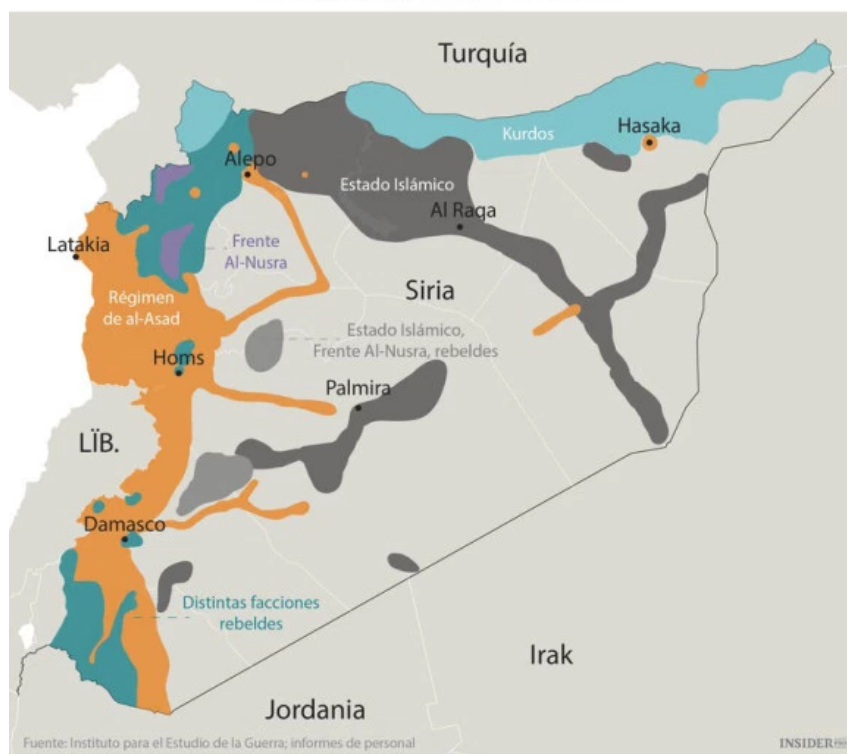 Turquía
Kurdos
Hasaka
Alepo
Estado Islámico
Al Raqa
Latakia
Frente
Al-Nusra
Siria
Régimen
de al-Asad
Estado Islámico,
Frente Al-Nusra, rebeldes
Homs
Palmira
LÏB.
Damasco
Distintas facciones
rebeldes
Irak
Jordania
Fuente: Instituto para el Estudio de la Guerra; informes de personal
INSIDER